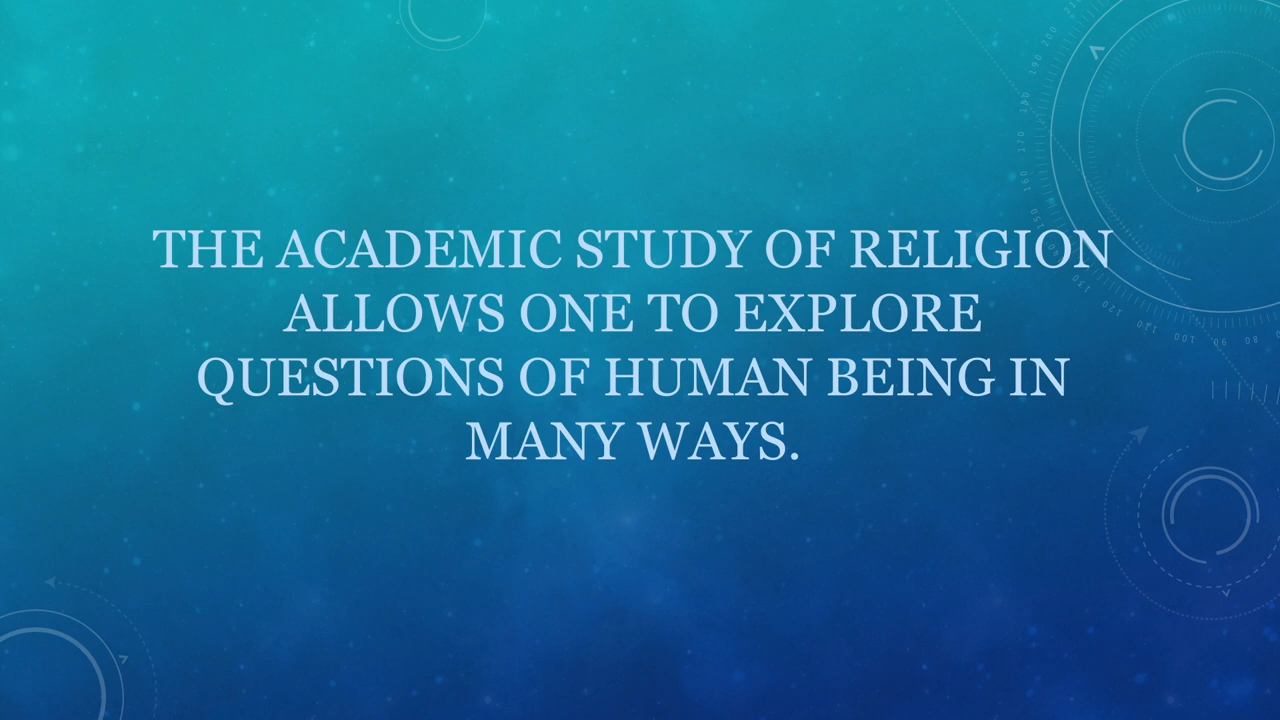 THE ACADEMIC STUDY OF RELIGION
ALLOWS ONE TO EXPLORE
QUESTIONS OF HUMAN BEING IN
MANY WAYS.